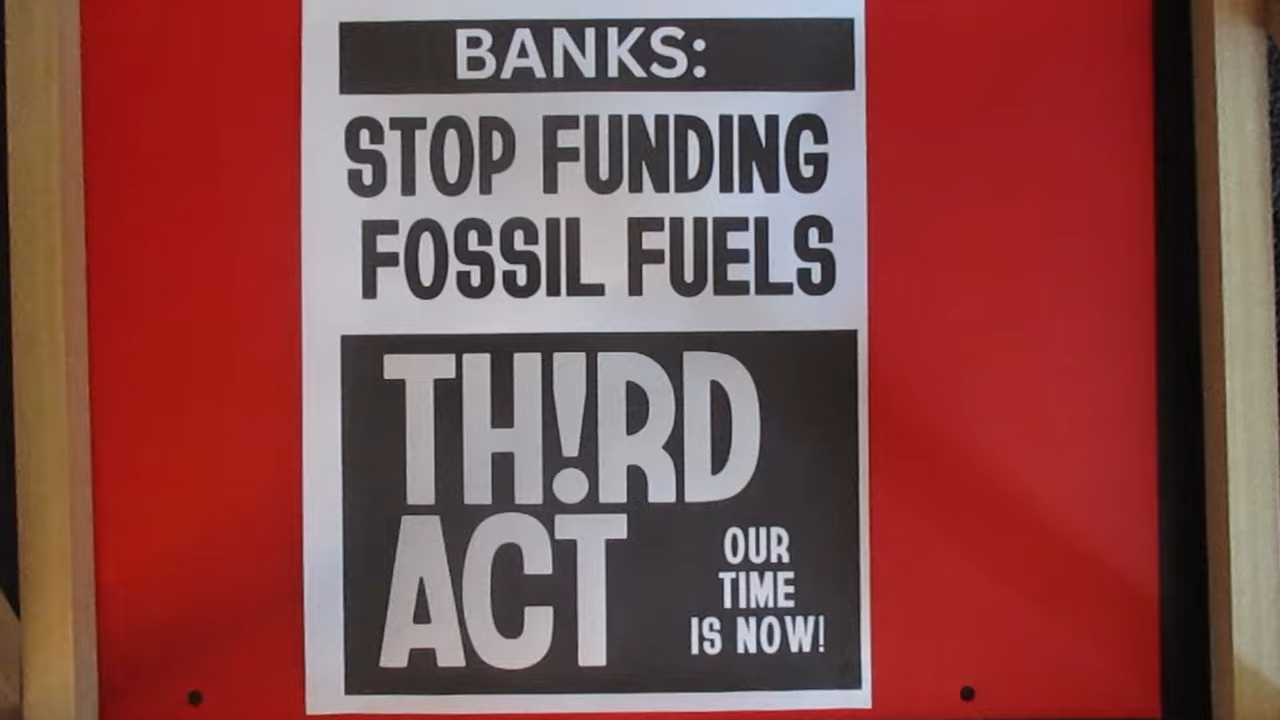 BANKS:
STOP FUNDING
FOSSIL FUELS
TH!RD
ACT
OUR
TIME
IS NOW!